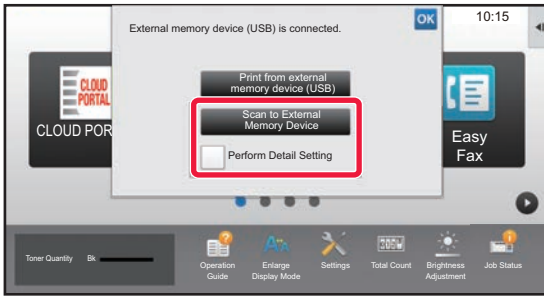 External memory device (USB) is connected.
OK
10:15
Print from external
memory device (USB)
Scan to External
Memory Device
Perform Detail Setting
CLOUD
PORTAL
CLOUD POR
Easy
Fax
Toner Quantity Bk
Operation
Guide
Enlarge
Display Mode
Settings
Total Count
Brightness
Adjustment
Job Status